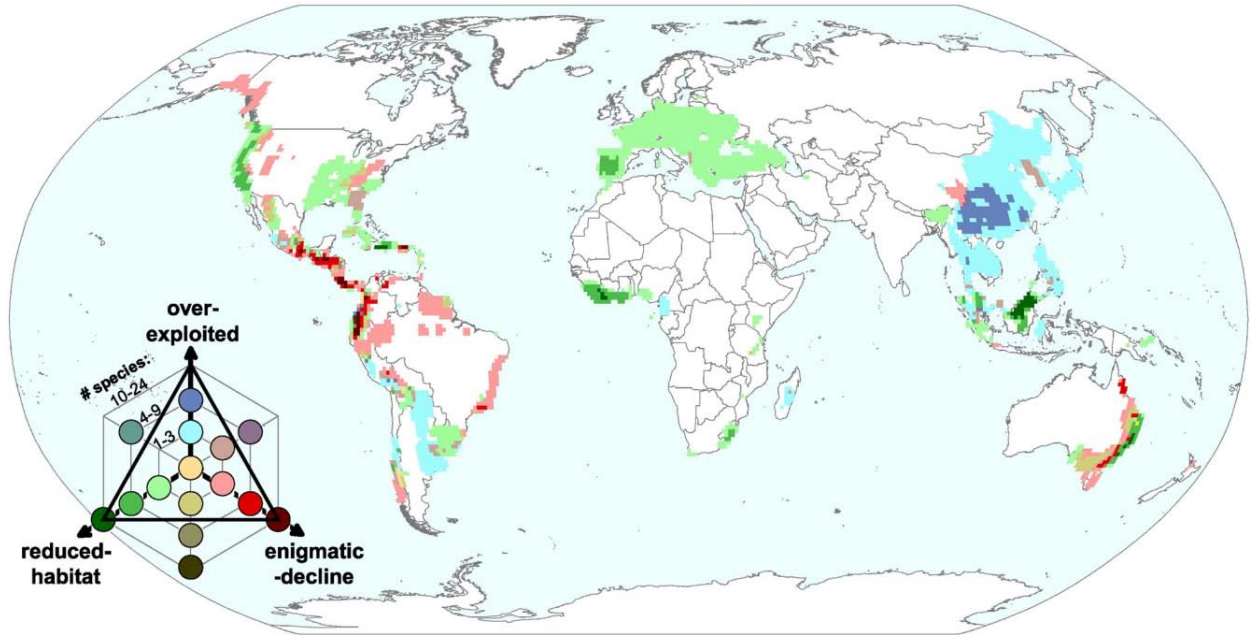 over-
exploited
# species:
10-24
4-9
1-3
reduced-
habitat
enigmatic
-decline